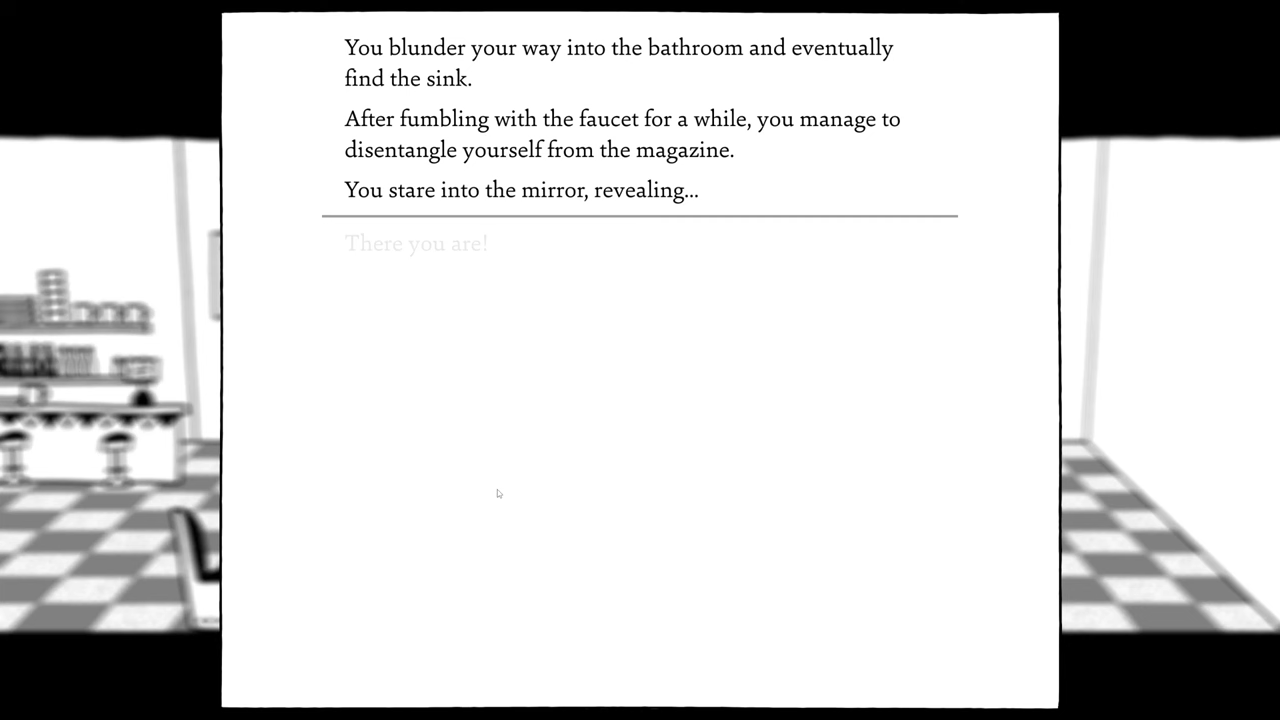 You blunder your way into the bathroom and eventually
find the sink.
After fumbling with the faucet for a while, you manage to
disentangle yourself from the magazine.
You stare into the mirror, revealing...
There you are!